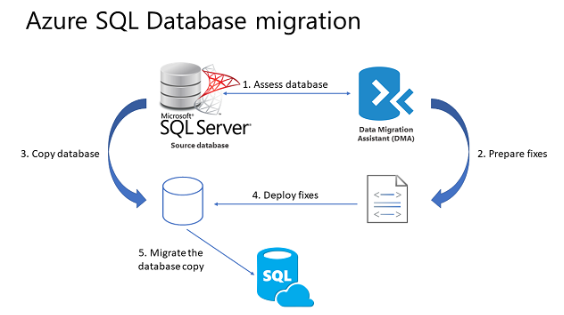 Azure SQL Database migration
1. Assess database
Microsoft®
SQL Server™
Source database
Data Migration
Assistant (DMA)
3. Copy database
2. Prepare fixes
4. Deploy fixes
<—>
<—>
5. Migrate the
database copy
SQL